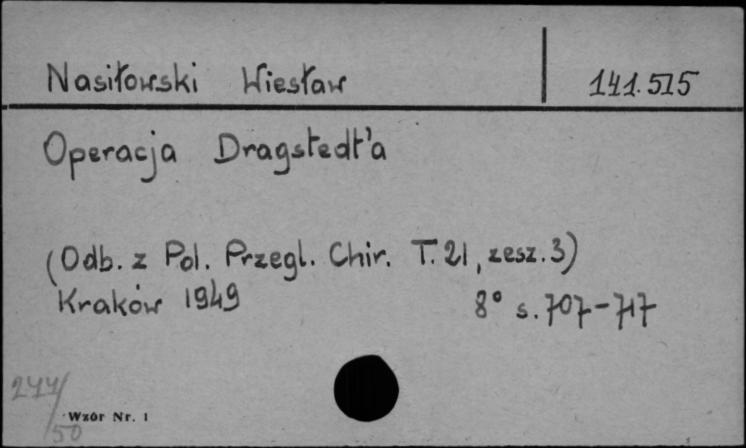 Nasiłowski Wiesław 141.515
Operacja Dragstedt'a
(Odb. z Pol. Przegl. Chir. T. 21, zesz. 3)
Kraków 1949 8° s. 707-717
244/50
Wzór Nr. 1